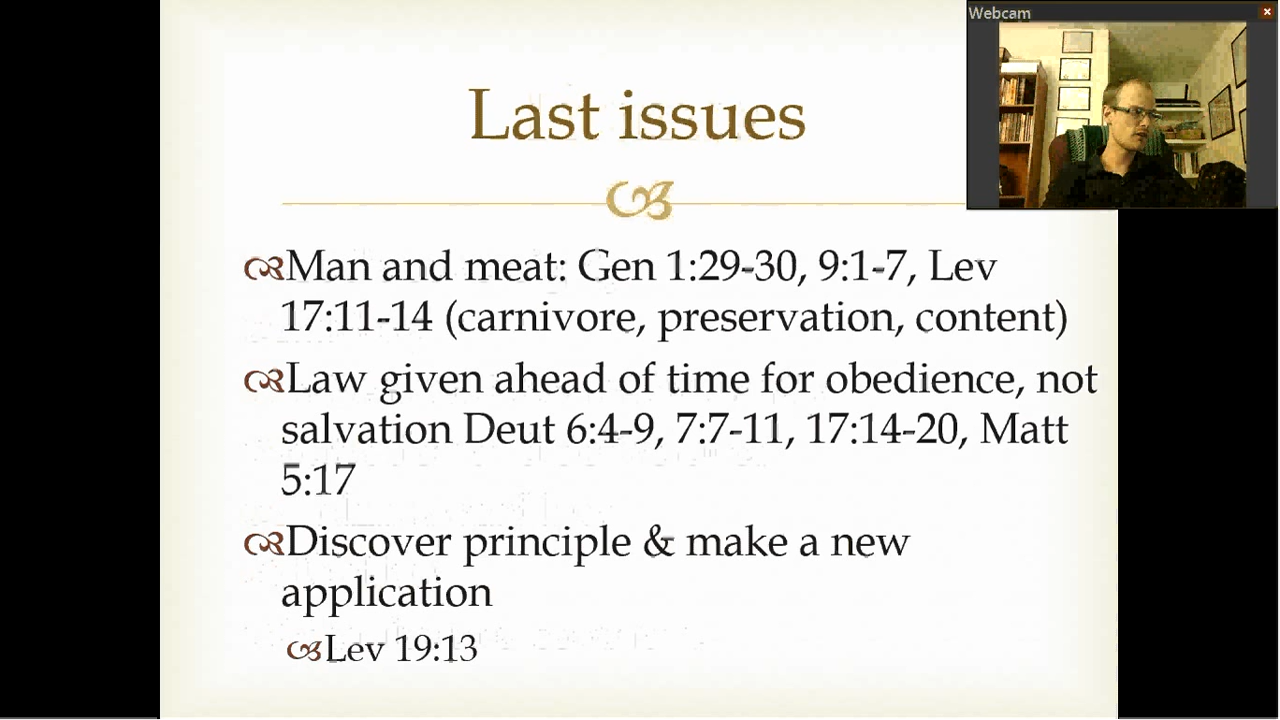 Webcam
Last issues
Man and meat: Gen 1:29-30, 9:1-7, Lev
17:11-14 (carnivore, preservation, content)
Law given ahead of time for obedience, not
salvation Deut 6:4-9, 7:7-11, 17:14-20, Matt
5:17
Discover principle & make a new
application
Lev 19:13